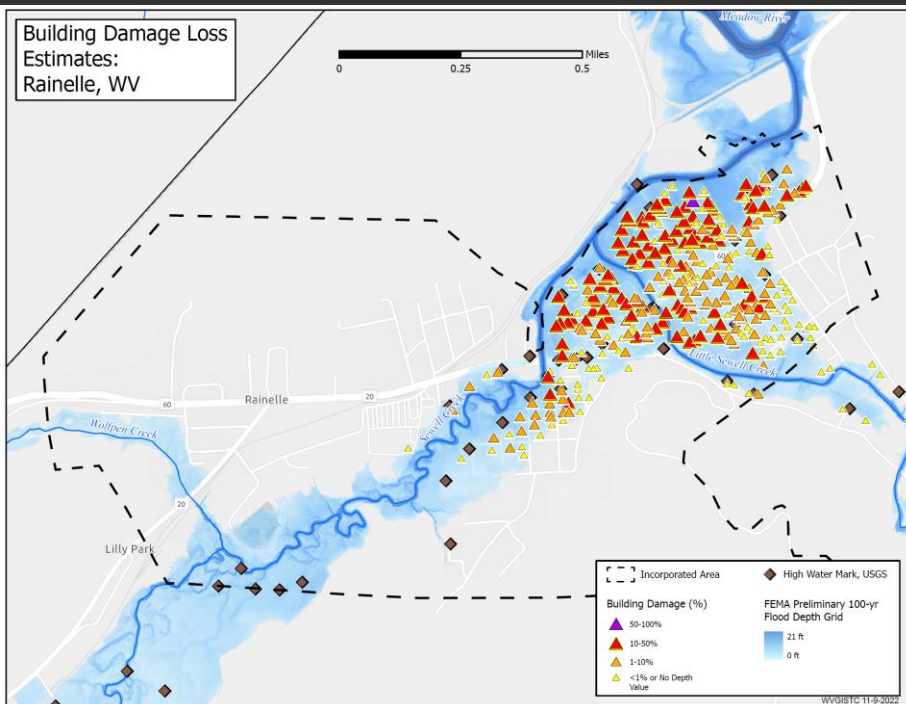 Building Damage Loss
Estimates:
Rainelle, WV
Miles
0
0.25
0.5
Meadow River
60
Little Sewell Creek
Rainelle
20
60
Sewell Creek
Wolfpen Creek
20
Lilly Park
Incorporated Area
High Water Mark, USGS
Building Damage (%)
50-100%
10-50%
1-10%
<1% or No Depth
Value
FEMA Preliminary 100-yr
Flood Depth Grid
21 ft
0 ft
WVGISTC 11-9-2022